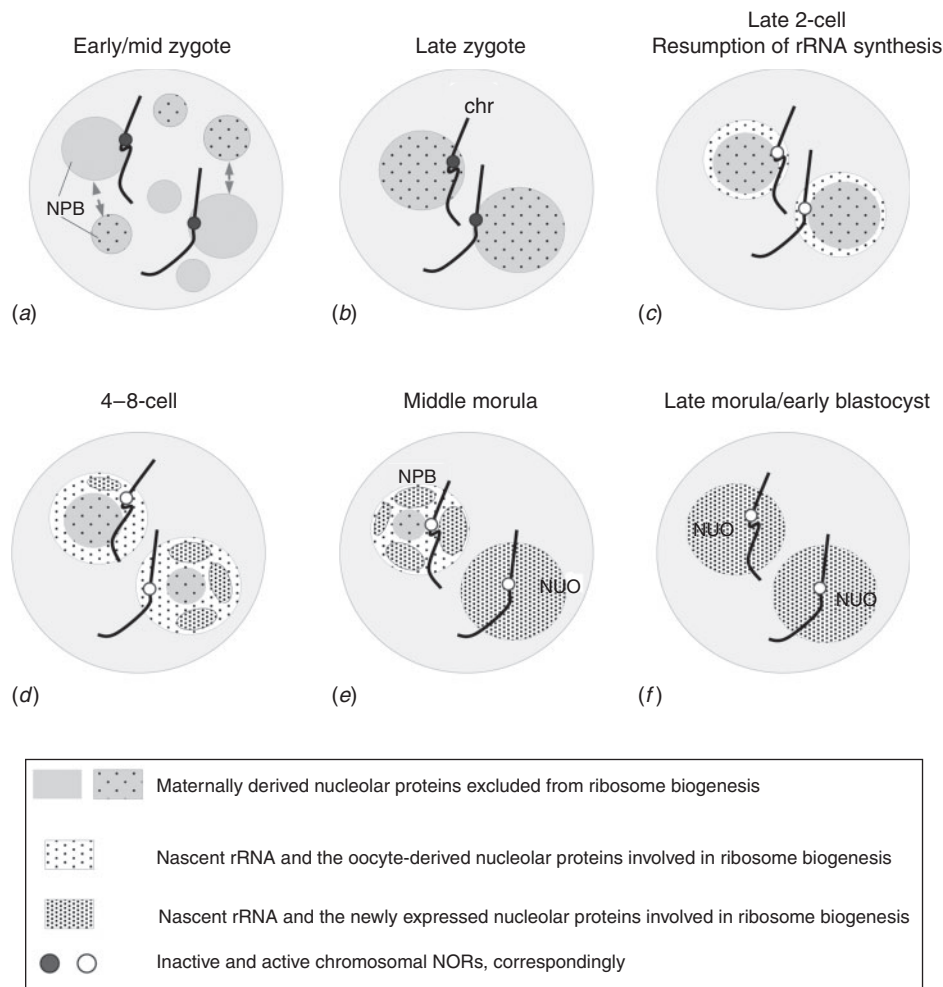 Early/mid zygote
NPB
(a)
Late zygote
chr
(b)
Late 2-cell
Resumption of rRNA synthesis
(c)
4–8-cell
(d)
Middle morula
NPB
NUO
(e)
Late morula/early blastocyst
NUO
NUO
(f)
Maternally derived nucleolar proteins excluded from ribosome biogenesis
Nascent rRNA and the oocyte-derived nucleolar proteins involved in ribosome biogenesis
Nascent rRNA and the newly expressed nucleolar proteins involved in ribosome biogenesis
Inactive and active chromosomal NORs, correspondingly